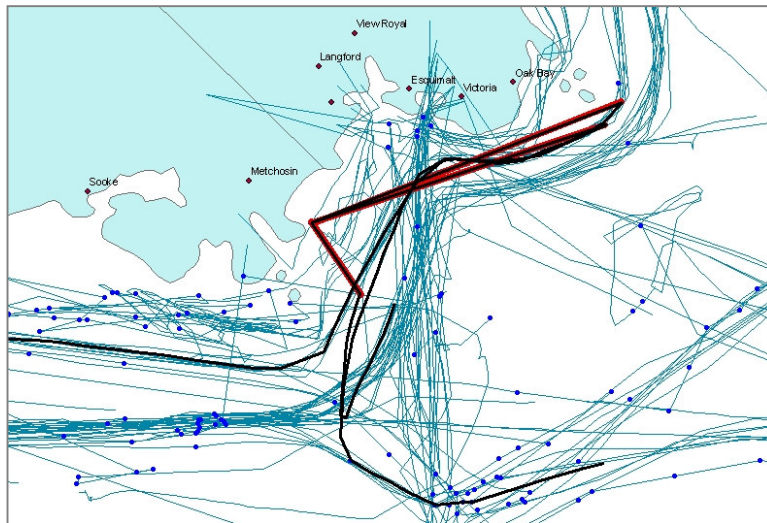 View Royal
Langford
Esquimalt
Oak Bay
Victoria
Metchosin
Sooke